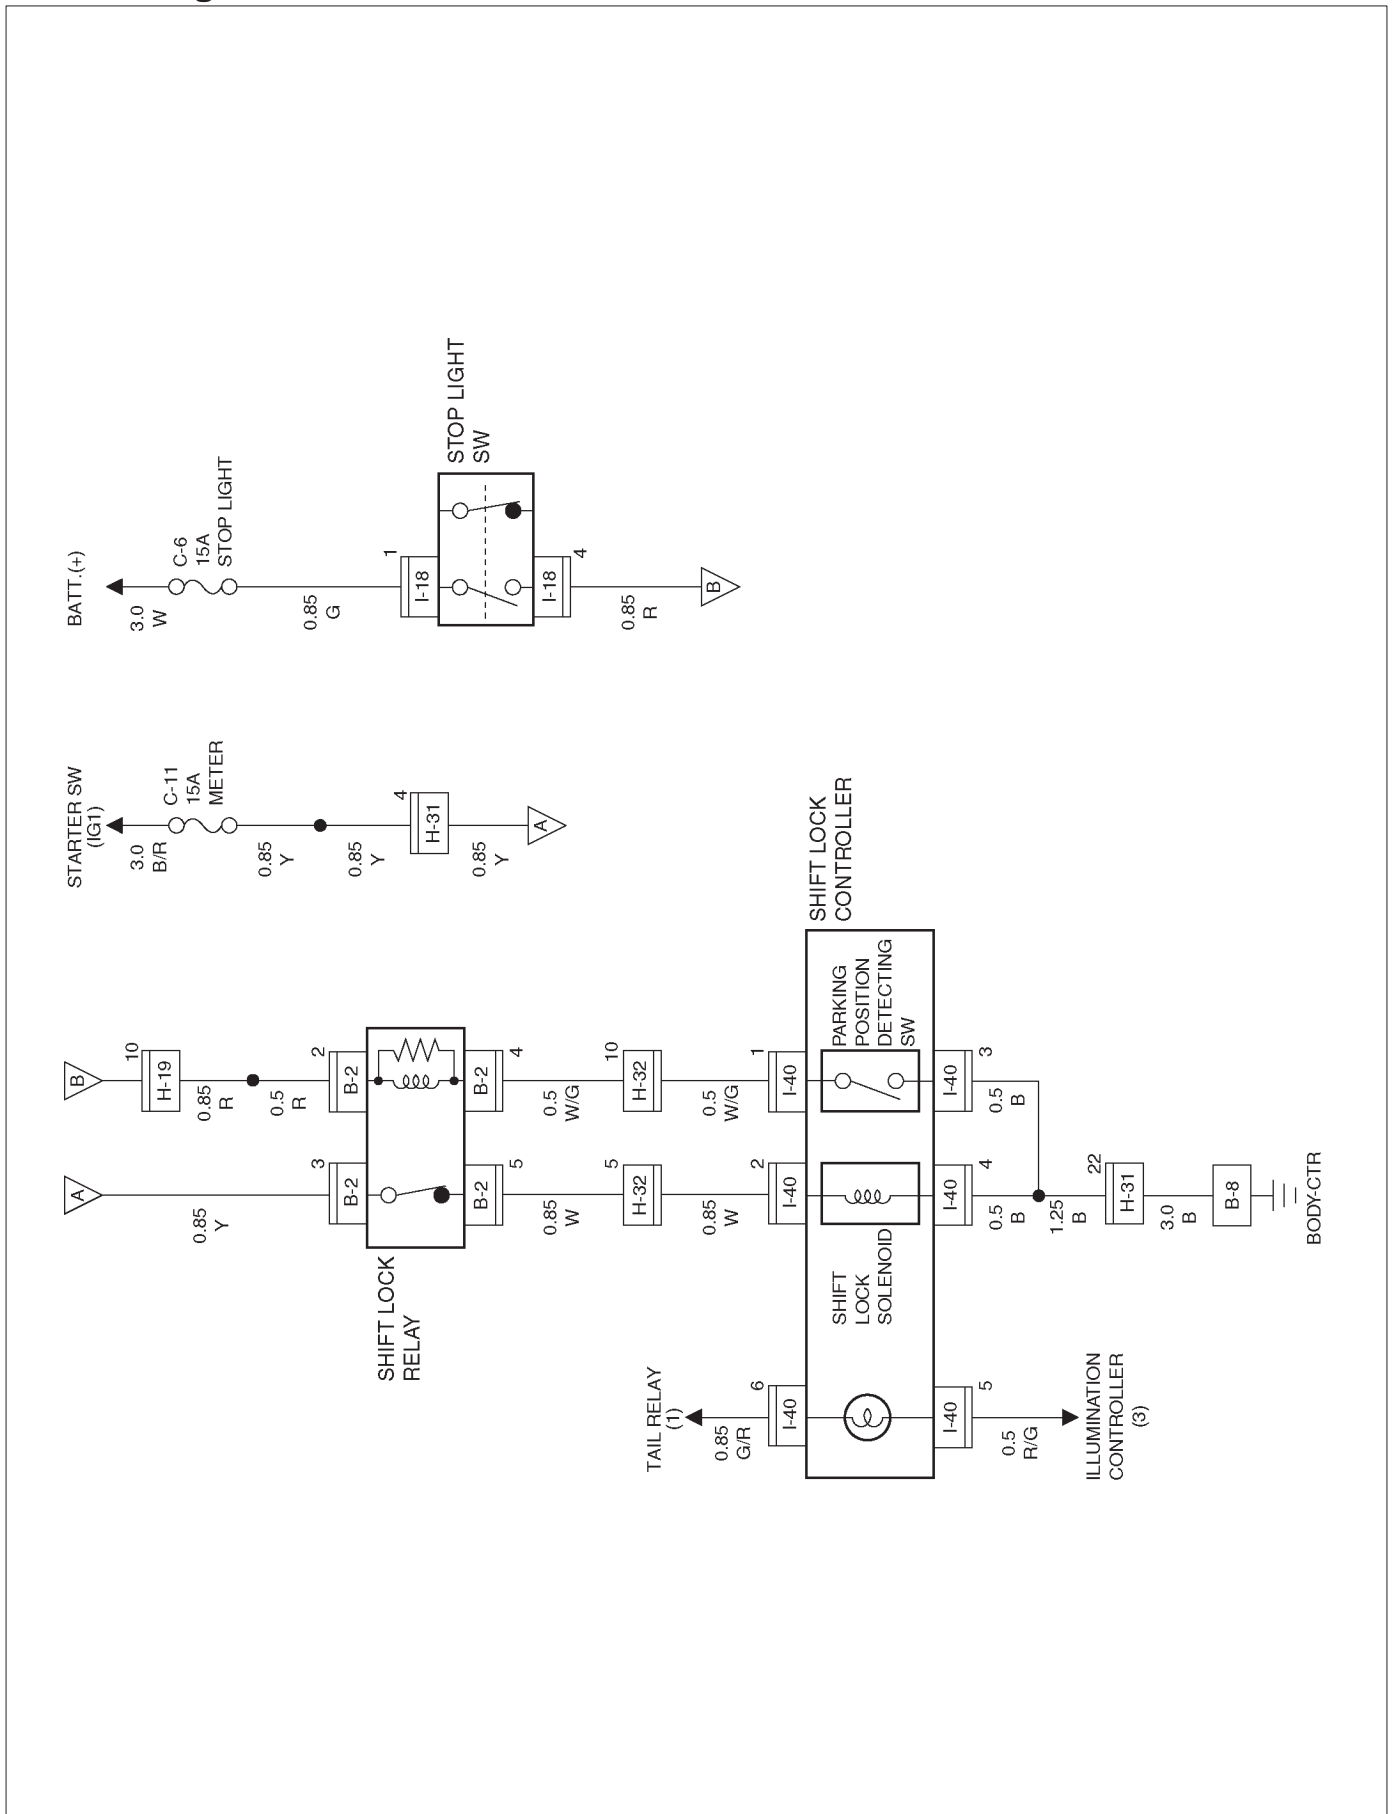 g
BATT.(+)
3.0
W
C-6
15A
STOP LIGHT
0.85
G
1
I-18
STOP LIGHT
SW
I-18
4
0.85
R
B
STARTER SW
(IG1)
3.0
B/R
C-11
15A
METER
0.85
Y
0.85
Y
4
H-31
0.85
Y
A
B
10
H-19
0.85
R
0.5
R
2
B-2
A
0.85
Y
3
B-2
SHIFT LOCK
RELAY
B-2
4
B-2
5
0.5
W/G
10
H-32
0.5
W/G
1
I-40
0.85
W
5
H-32
0.85
W
2
I-40
SHIFT LOCK
CONTROLLER
PARKING
POSITION
DETECTING
SW
SHIFT
LOCK
SOLENOID
I-40
3
0.5
B
I-40
4
0.5
B
1.25
B
22
H-31
3.0
B
B-8
BODY-CTR
TAIL RELAY
(1)
0.85
G/R
6
I-40
I-40
5
0.5
R/G
ILLUMINATION
CONTROLLER
(3)